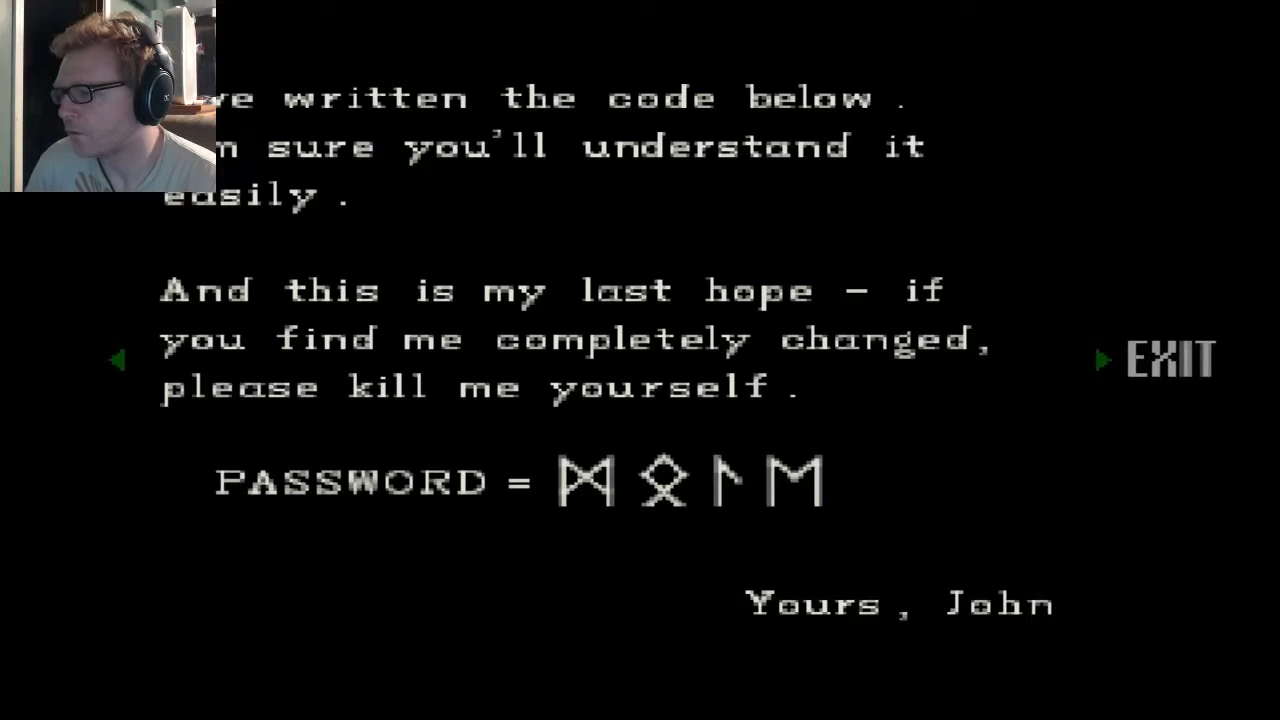 written the code below .
sure you'll understand it
easily .
And this is my last hope - if
you find me completely changed,
please kill me yourself .
EXIT
PASSWORD = ᛞᛟᛚᛖ
Yours, John